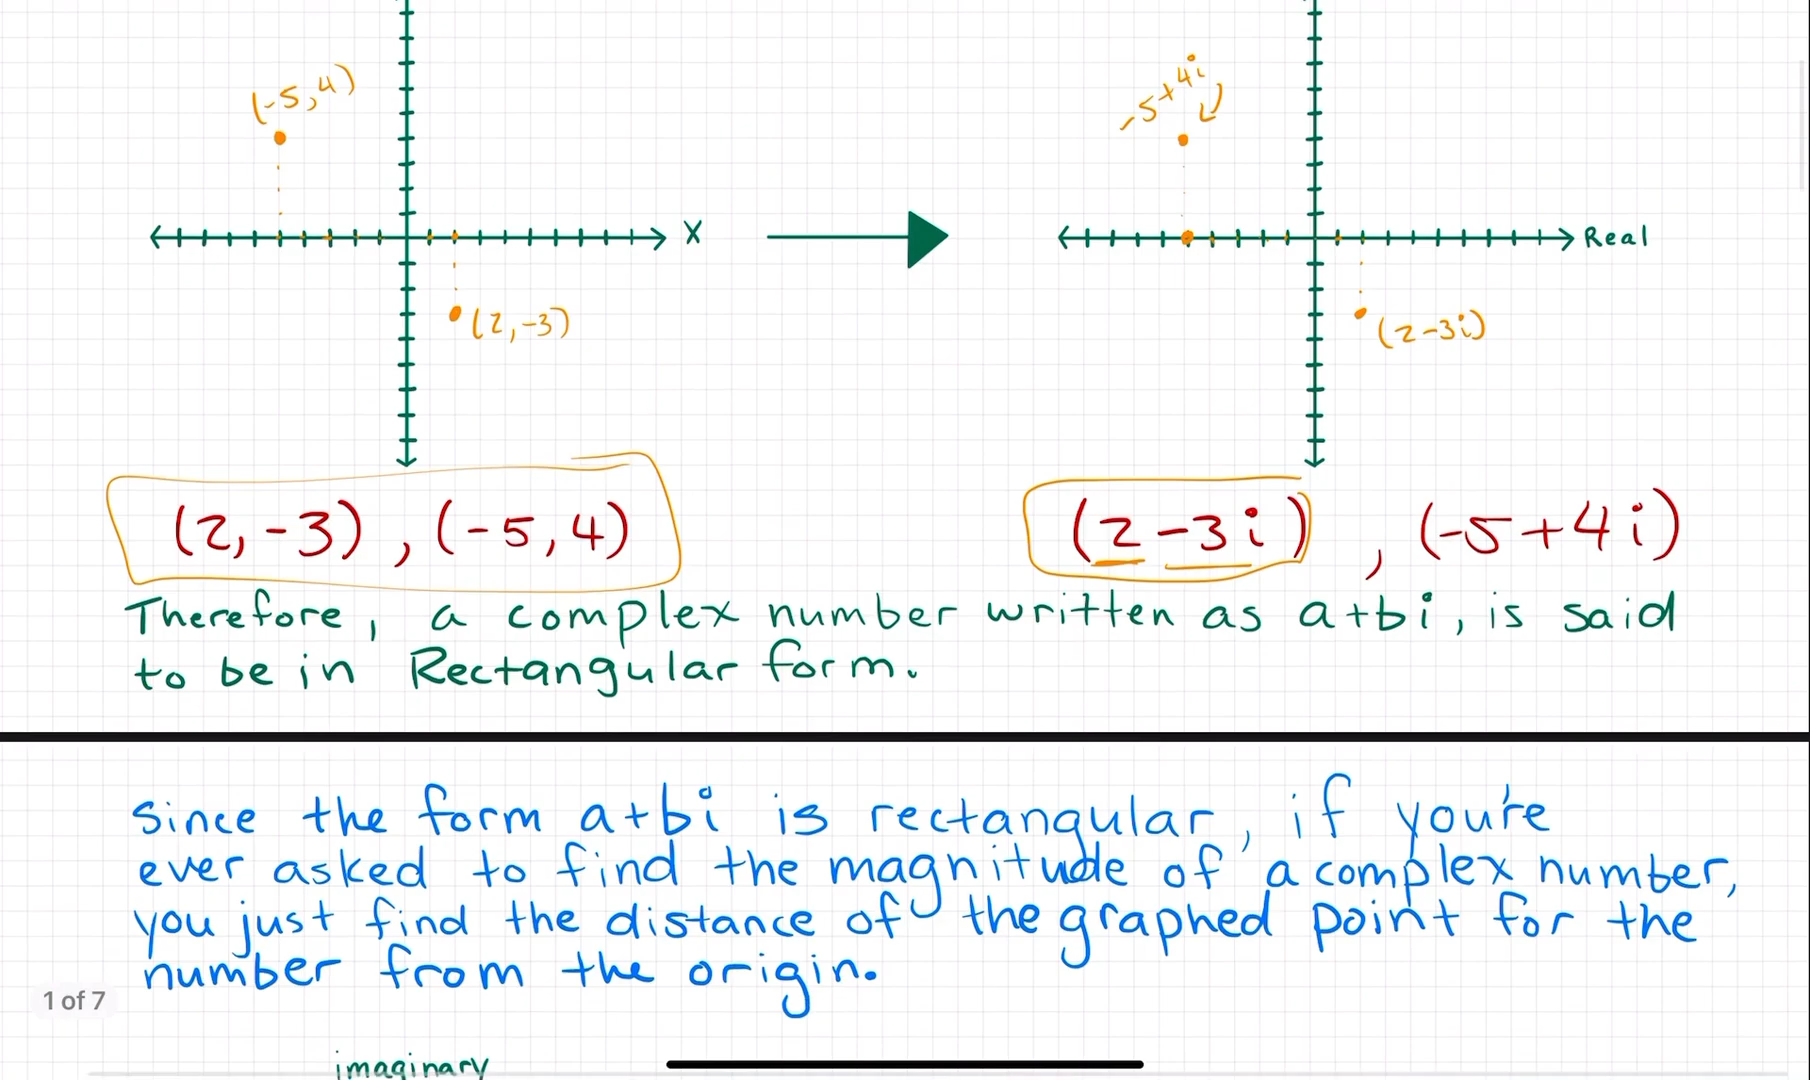 (-5,4)
-5+4i
X
Real
(2,-3)
(2-3i)
(2,-3) , (-5,4)
(2-3i) , (-5+4i)
Therefore, a complex number written as a+bi, is said
to be in Rectangular form.
Since the form a+bi is rectangular, if you're
ever asked to find the magnitude of a complex number,
you just find the distance of the graphed point for the
number from the origin.
1 of 7
imaginary